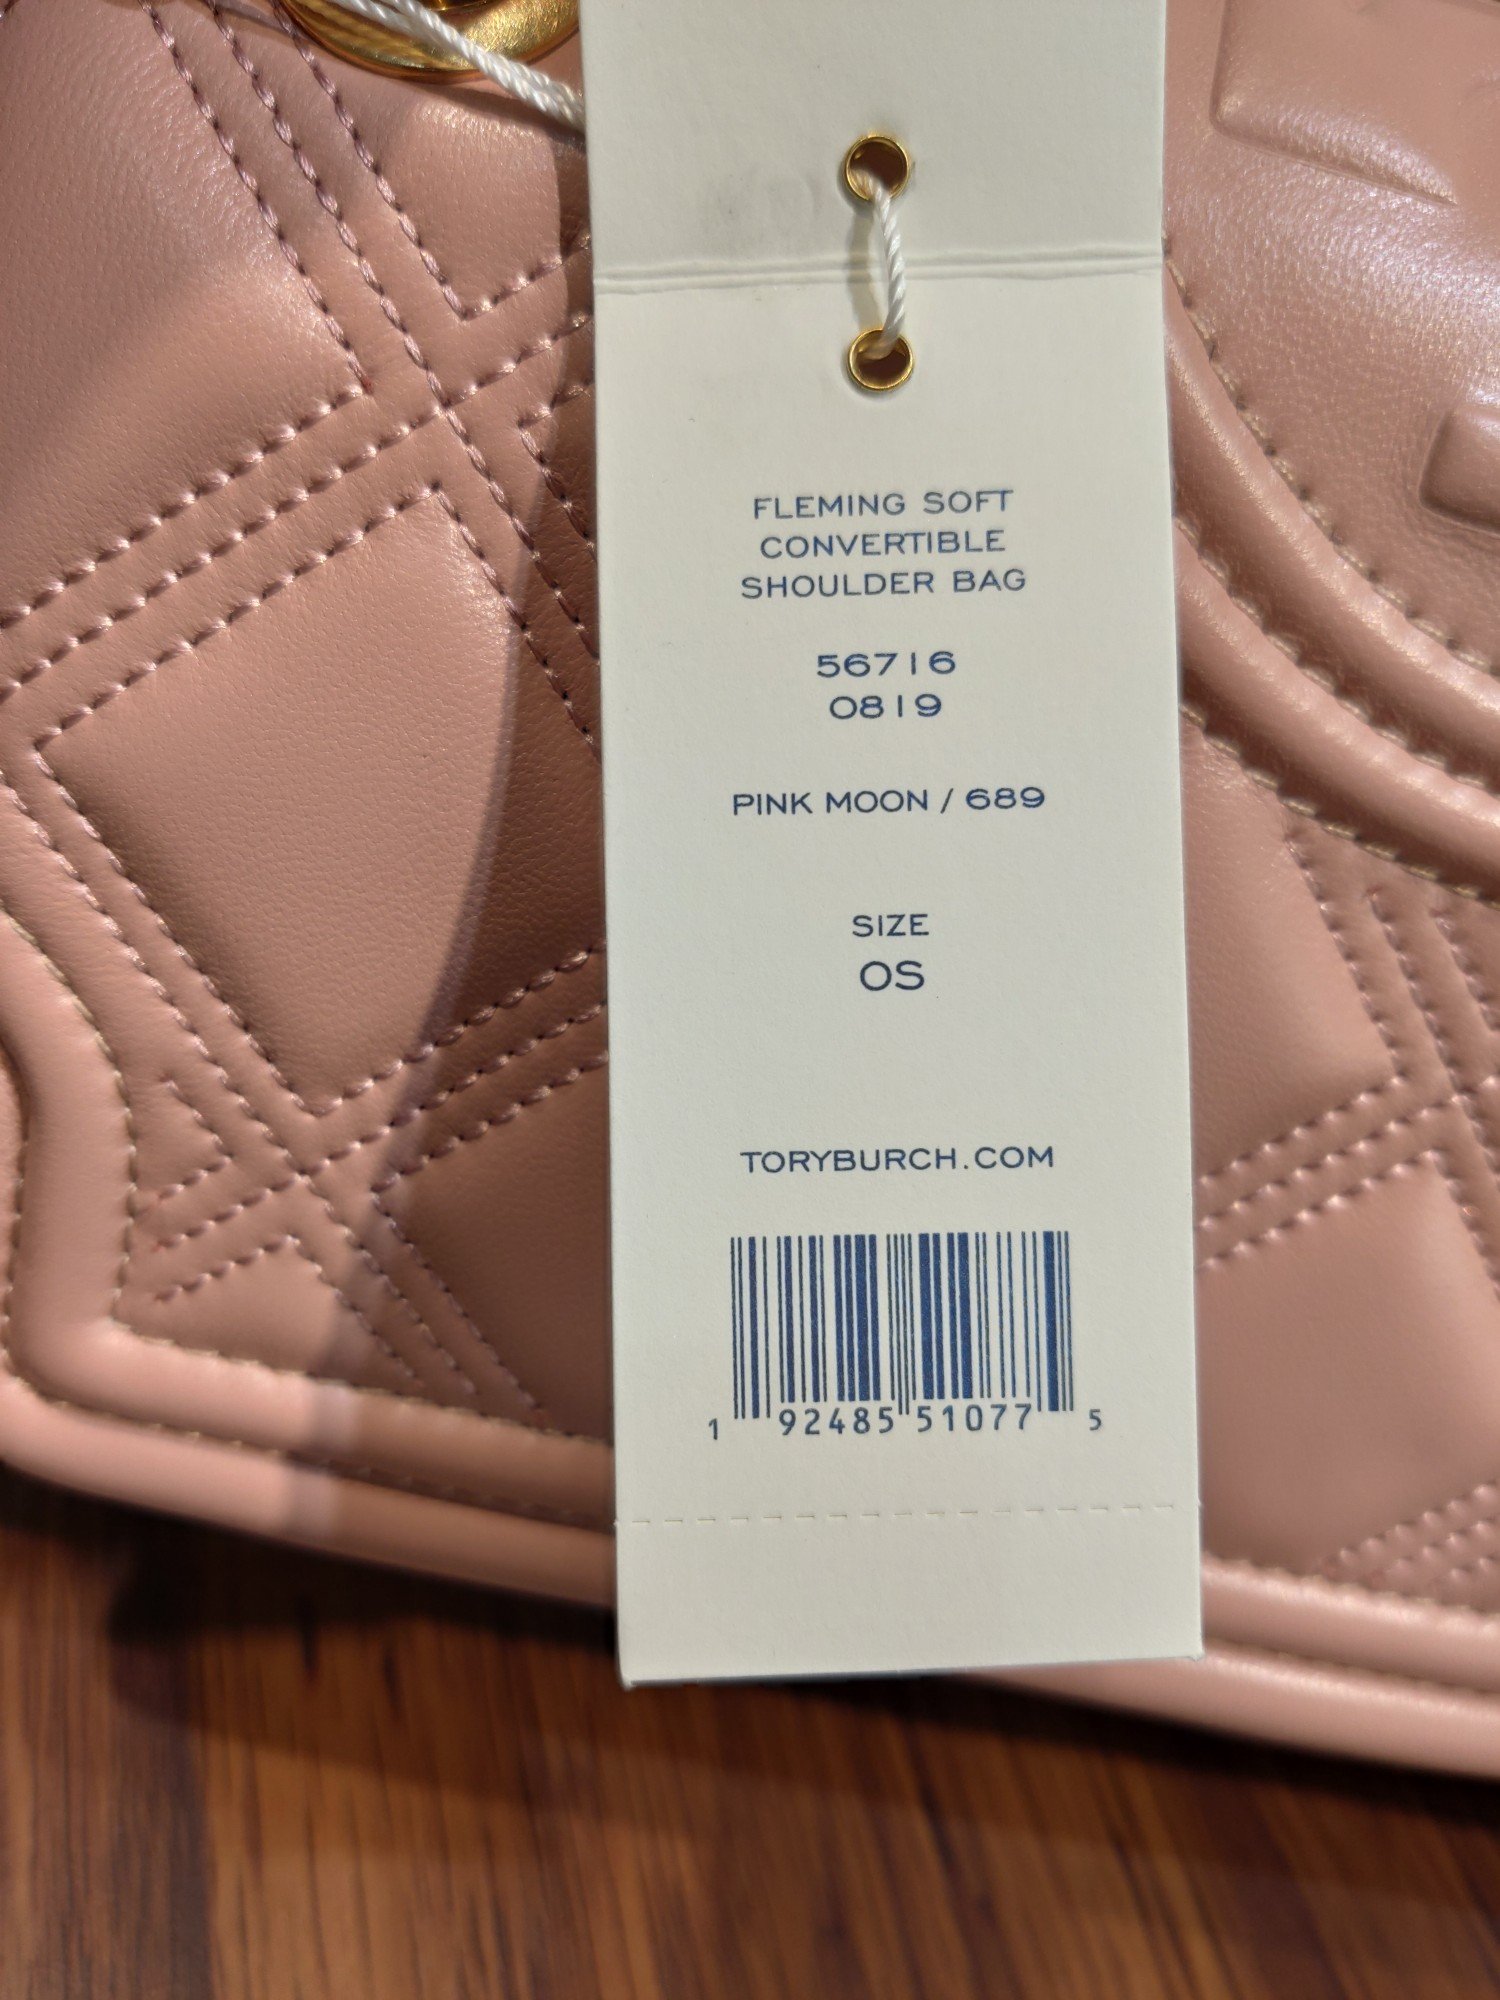 FLEMING SOFT
CONVERTIBLE
SHOULDER BAG
56716
0819
PINK MOON / 689
SIZE
OS
TORYBURCH.COM
1 92485 51077 5